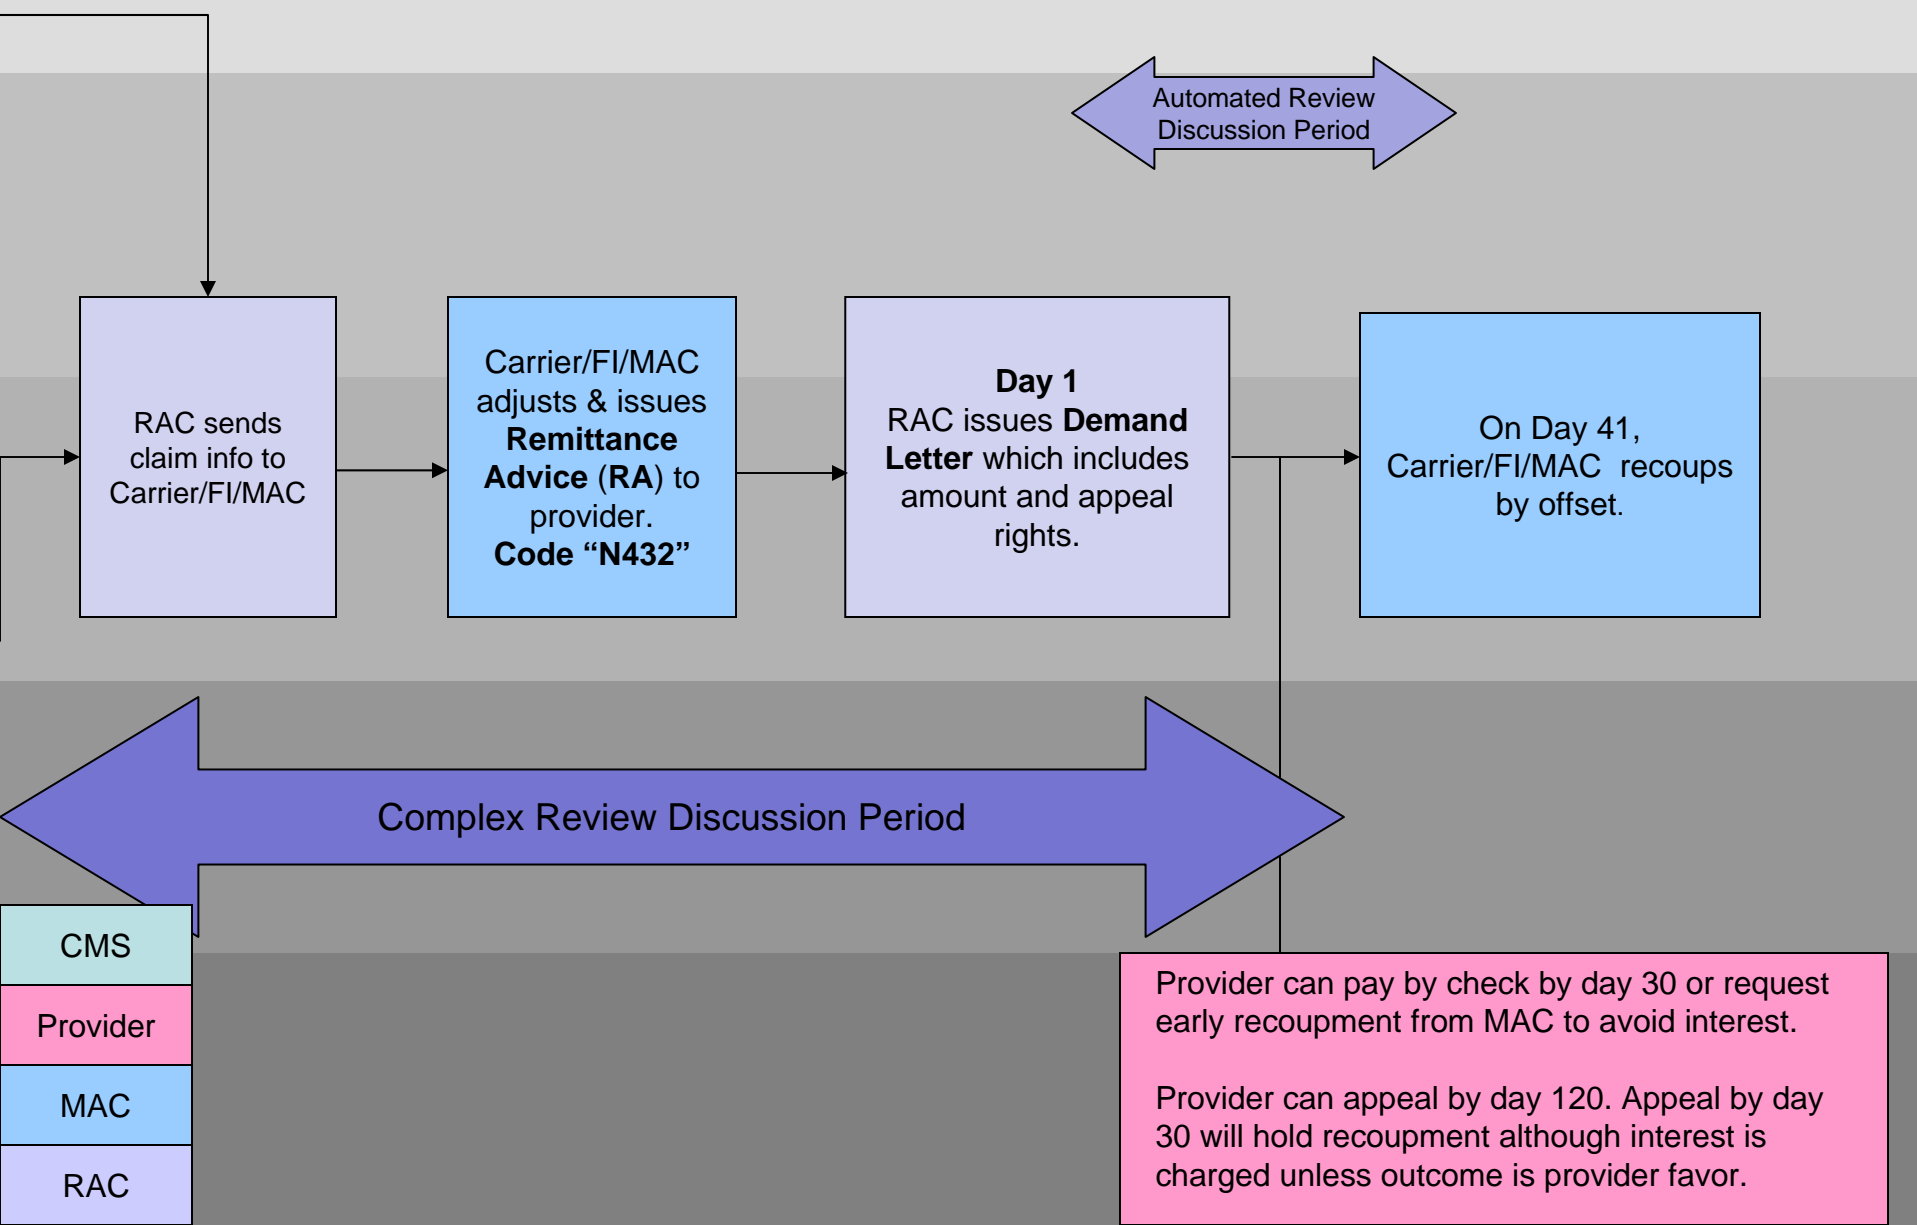 Automated Review
Discussion Period
RAC sends
claim info to
Carrier/FI/MAC
Carrier/FI/MAC
adjusts & issues
Remittance
Advice (RA) to
provider.
Code “N432”
Day 1
RAC issues Demand
Letter which includes
amount and appeal
rights.
On Day 41,
Carrier/FI/MAC  recoups
by offset.
Complex Review Discussion Period
CMS
Provider
MAC
RAC
Provider can pay by check by day 30 or request
early recoupment from MAC to avoid interest.
Provider can appeal by day 120. Appeal by day
30 will hold recoupment although interest is
charged unless outcome is provider favor.